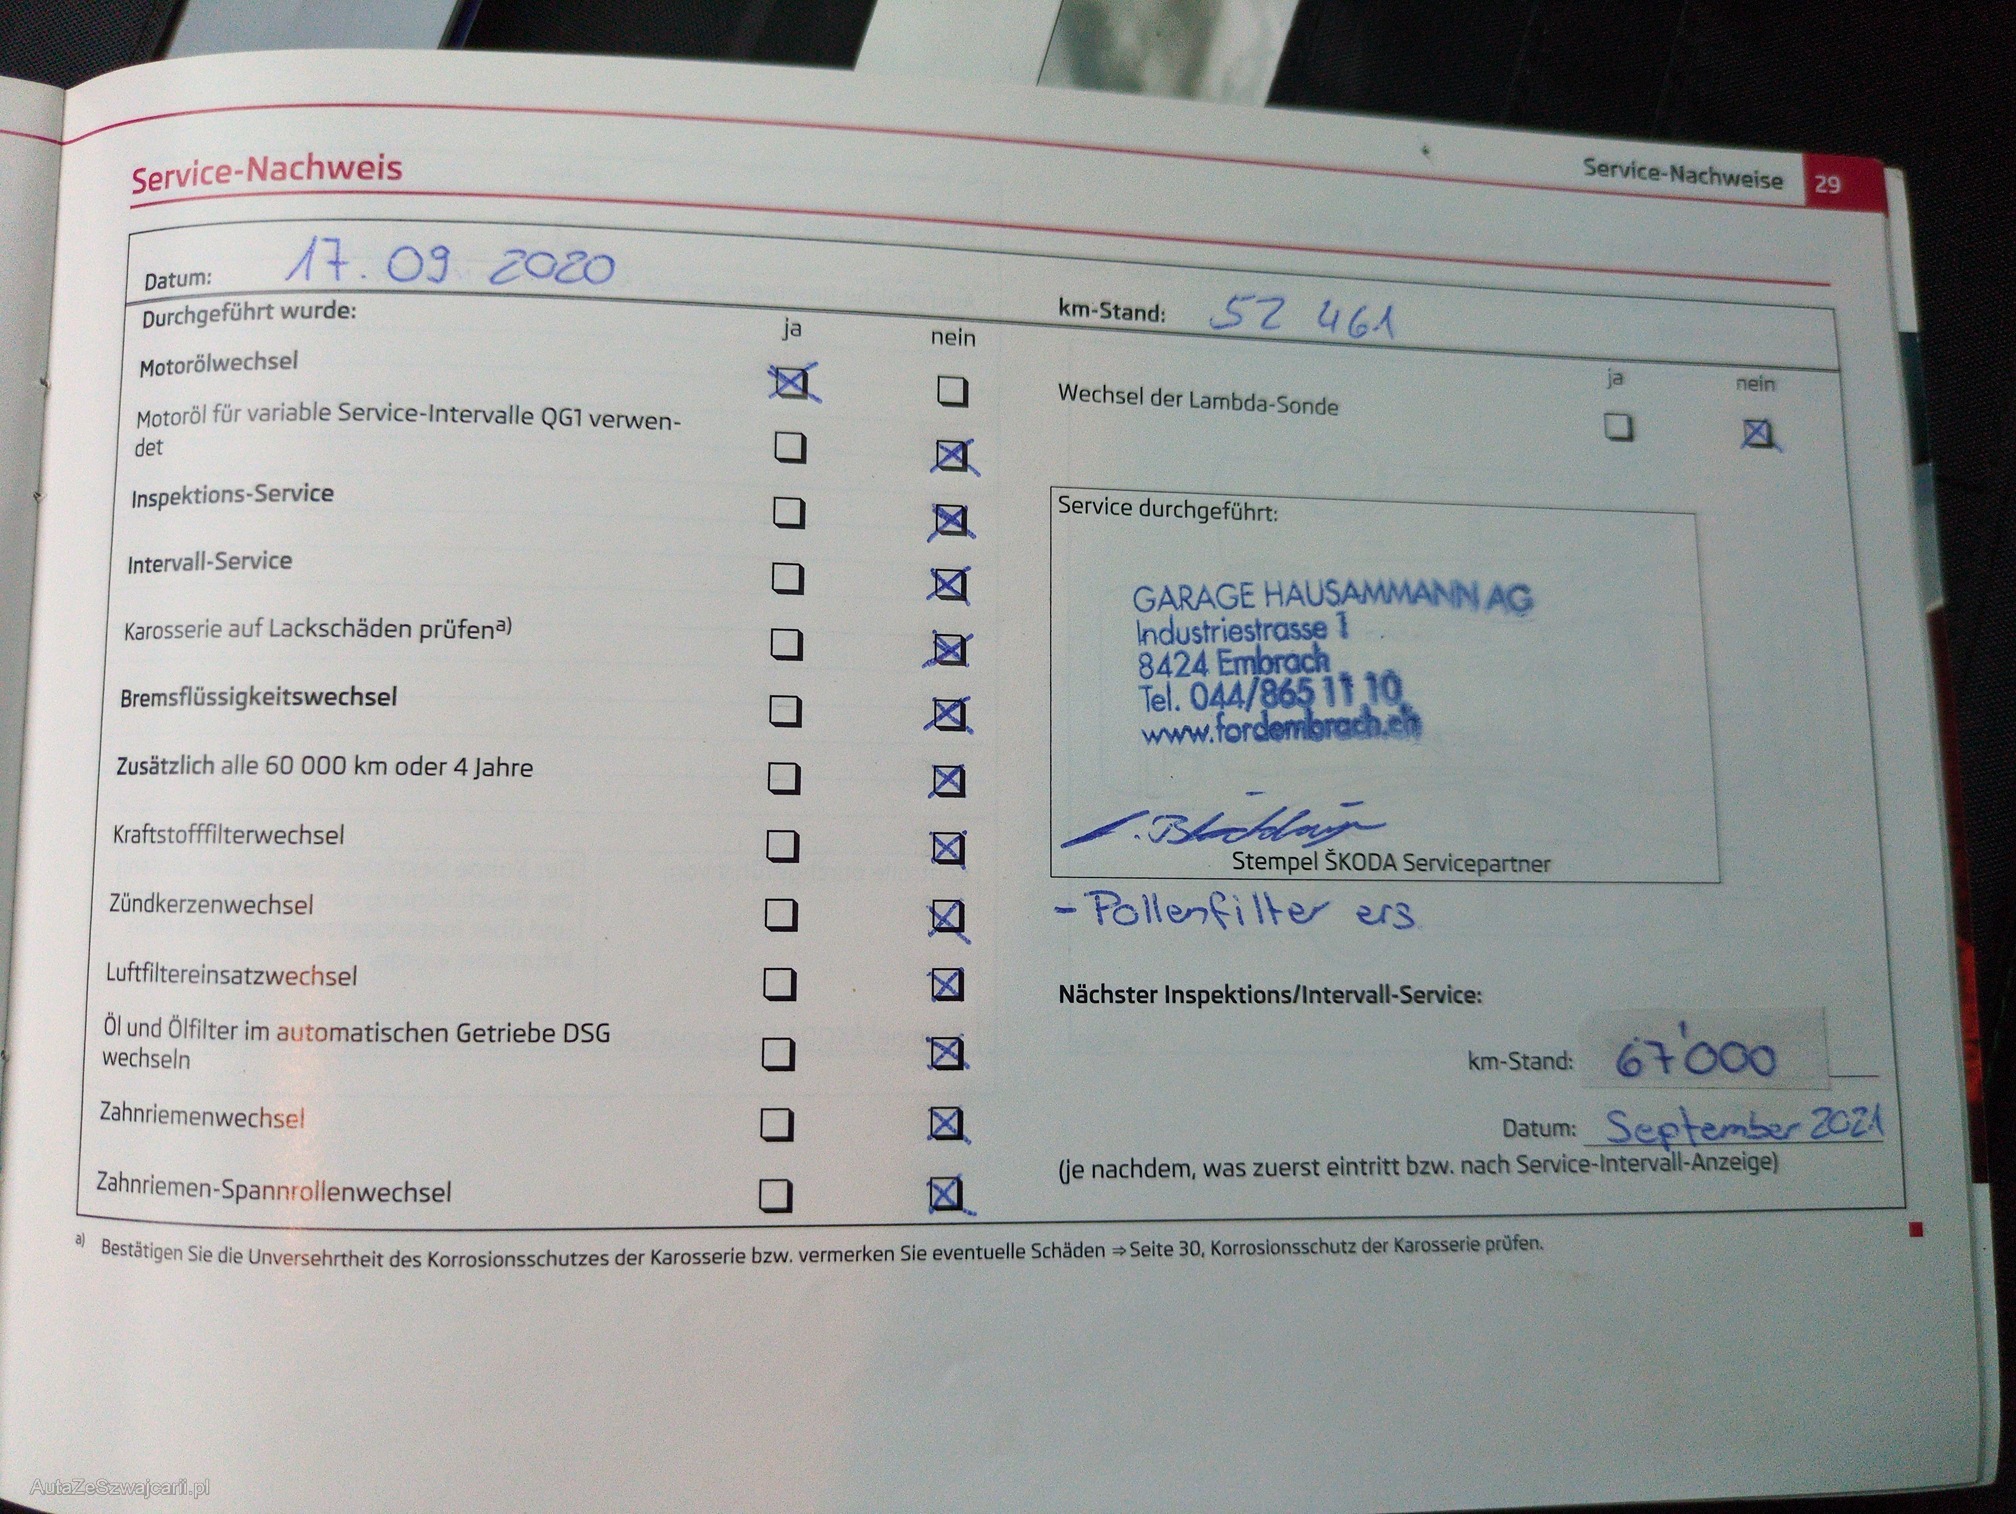 Service-Nachweis
Service-Nachweise 29
Datum: 17. 09 2020
km-Stand: 52 461
Durchgeführt wurde:
ja nein
Motorölwechsel
Motoröl für variable Service-Intervalle QG1 verwen-
det
Inspektions-Service
Intervall-Service
Karosserie auf Lackschäden prüfena)
Bremsflüssigkeitswechsel
Zusätzlich alle 60 000 km oder 4 Jahre
Kraftstofffilterwechsel
Zündkerzenwechsel
Luftfiltereinsatzwechsel
Öl und Ölfilter im automatischen Getriebe DSG
wechseln
Zahnriemenwechsel
Zahnriemen-Spannrollenwechsel
ja nein
Wechsel der Lambda-Sonde
Service durchgeführt:
GARAGE HAUSAMMANN AG
Industriestrasse 1
8424 Embrach
Tel. 044/865 11 10
www.fordembrach.ch
Stempel ŠKODA Servicepartner
- Pollenfilter ers
Nächster Inspektions/Intervall-Service:
km-Stand: 67'000
Datum: September 2021
(je nachdem, was zuerst eintritt bzw. nach Service-Intervall-Anzeige)
a) Bestätigen Sie die Unversehrtheit des Korrosionsschutzes der Karosserie bzw. vermerken Sie eventuelle Schäden ⇒ Seite 30, Korrosionsschutz der Karosserie prüfen.
AutaZeSzwajcarii.pl